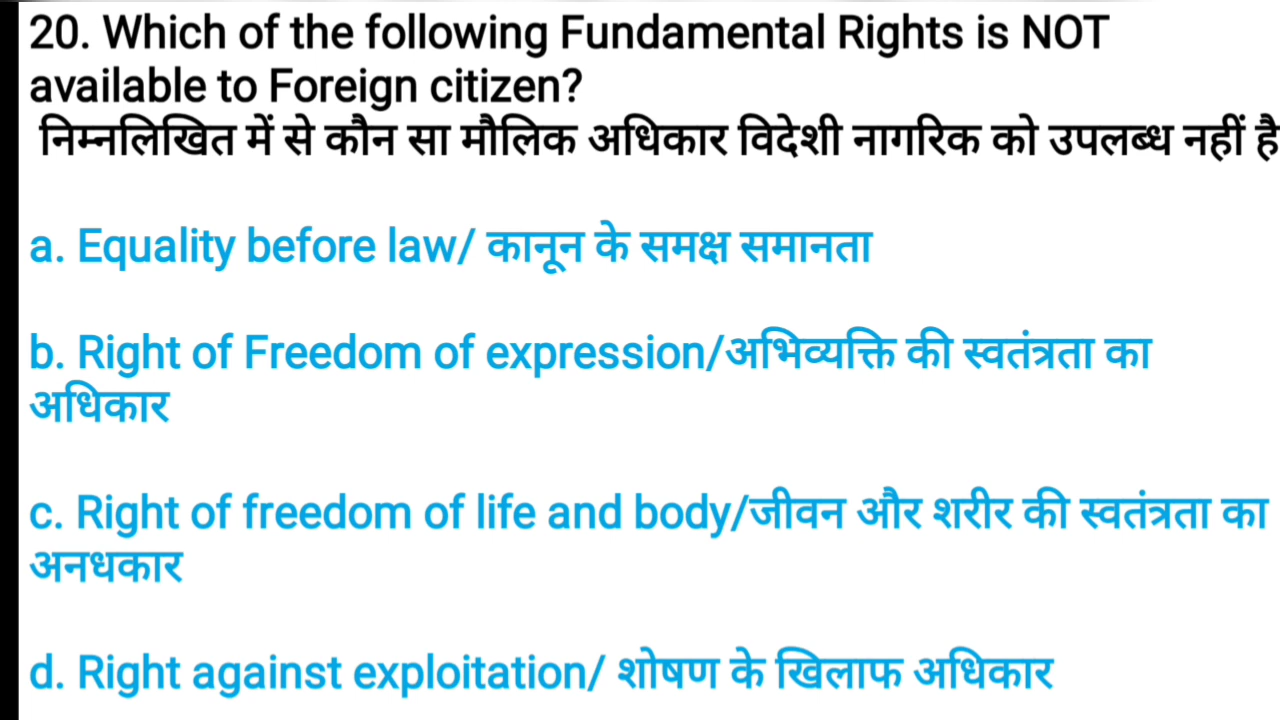 20. Which of the following Fundamental Rights is NOT
available to Foreign citizen?
निम्नलिखित में से कौन सा मौलिक अधिकार विदेशी नागरिक को उपलब्ध नहीं है
a. Equality before law/ कानून के समक्ष समानता
b. Right of Freedom of expression/अभिव्यक्ति की स्वतंत्रता का
अधिकार
c. Right of freedom of life and body/जीवन और शरीर की स्वतंत्रता का
अनधकार
d. Right against exploitation/ शोषण के खिलाफ अधिकार